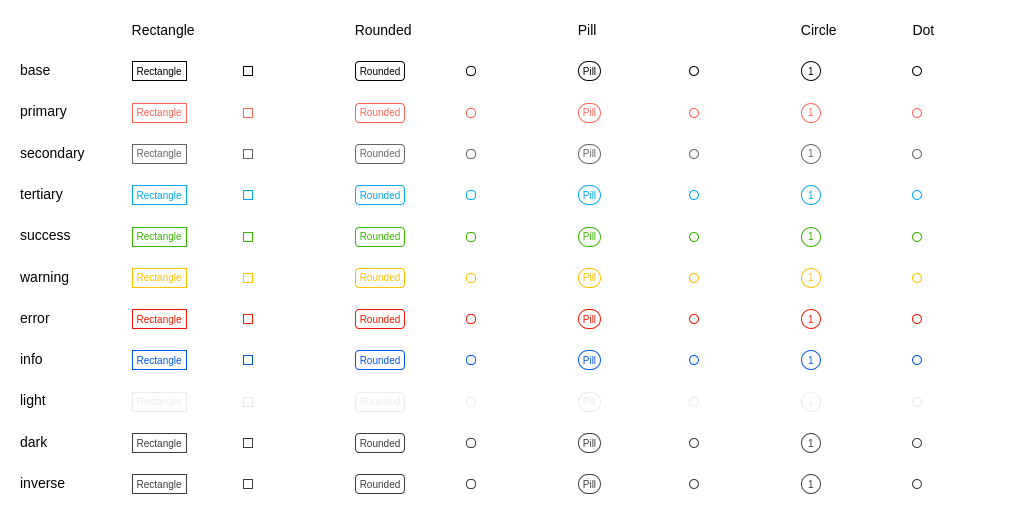 Rectangle Rounded Pill Circle Dot
base Rectangle Rounded Pill 1
primary Rectangle Rounded Pill 1
secondary Rectangle Rounded Pill 1
tertiary Rectangle Rounded Pill 1
success Rectangle Rounded Pill 1
warning Rectangle Rounded Pill 1
error Rectangle Rounded Pill 1
info Rectangle Rounded Pill 1
light Rectangle Rounded Pill 1
dark Rectangle Rounded Pill 1
inverse Rectangle Rounded Pill 1